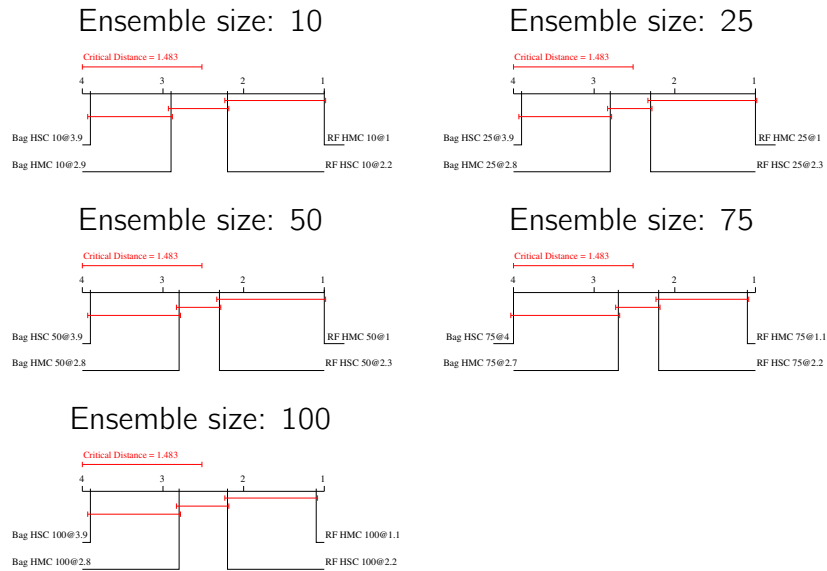 Ensemble size: 10
Critical Distance = 1.483
4 3 2 1
Bag HSC 10@3.9
RF HMC 10@1
Bag HMC 10@2.9
RF HSC 10@2.2
Ensemble size: 25
Critical Distance = 1.483
4 3 2 1
Bag HSC 25@3.9
RF HMC 25@1
Bag HMC 25@2.8
RF HSC 25@2.3
Ensemble size: 50
Critical Distance = 1.483
4 3 2 1
Bag HSC 50@3.9
RF HMC 50@1
Bag HMC 50@2.8
RF HSC 50@2.3
Ensemble size: 75
Critical Distance = 1.483
4 3 2 1
Bag HSC 75@4
RF HMC 75@1.1
Bag HMC 75@2.7
RF HSC 75@2.2
Ensemble size: 100
Critical Distance = 1.483
4 3 2 1
Bag HSC 100@3.9
RF HMC 100@1.1
Bag HMC 100@2.8
RF HSC 100@2.2